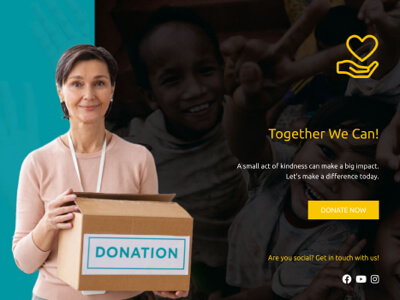 Together We Can!
A small act of kindness can make a big impact.
Let's make a difference today.
DONATE NOW
DONATION
Are you social? Get in touch with us!